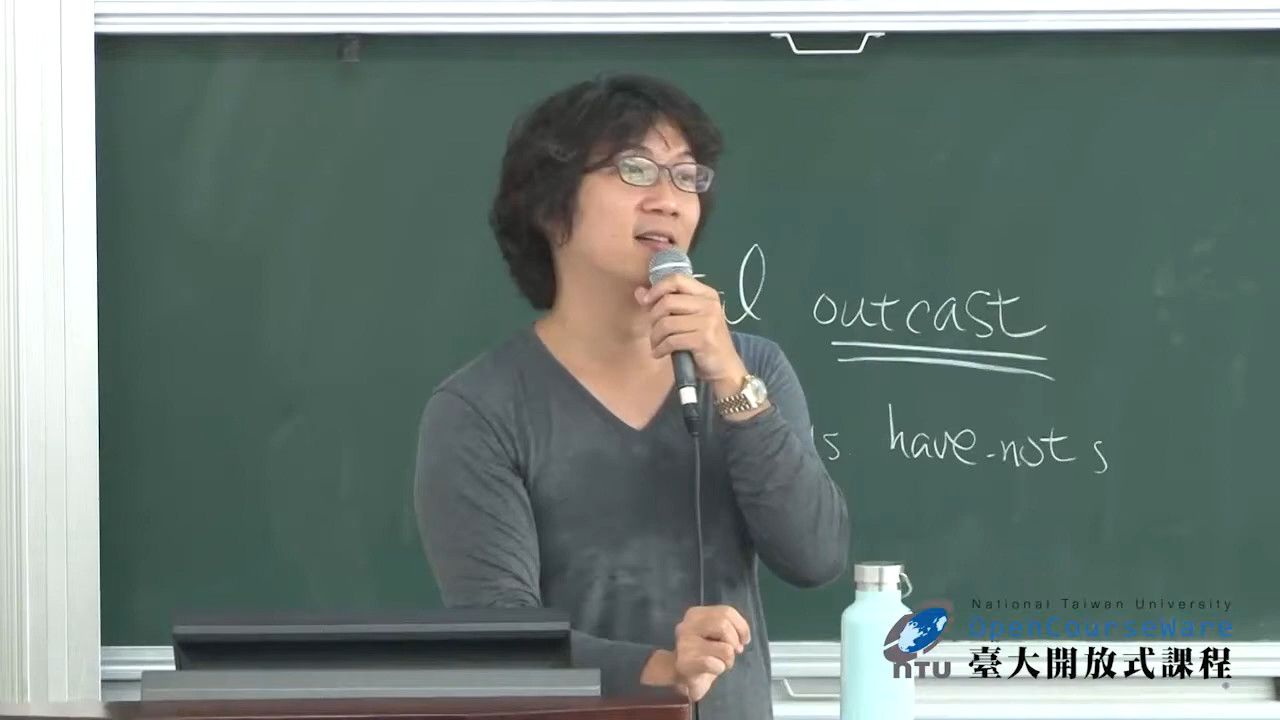 outcast
have-nots
National Taiwan University
OpenCourseWare
臺大開放式課程
NTU